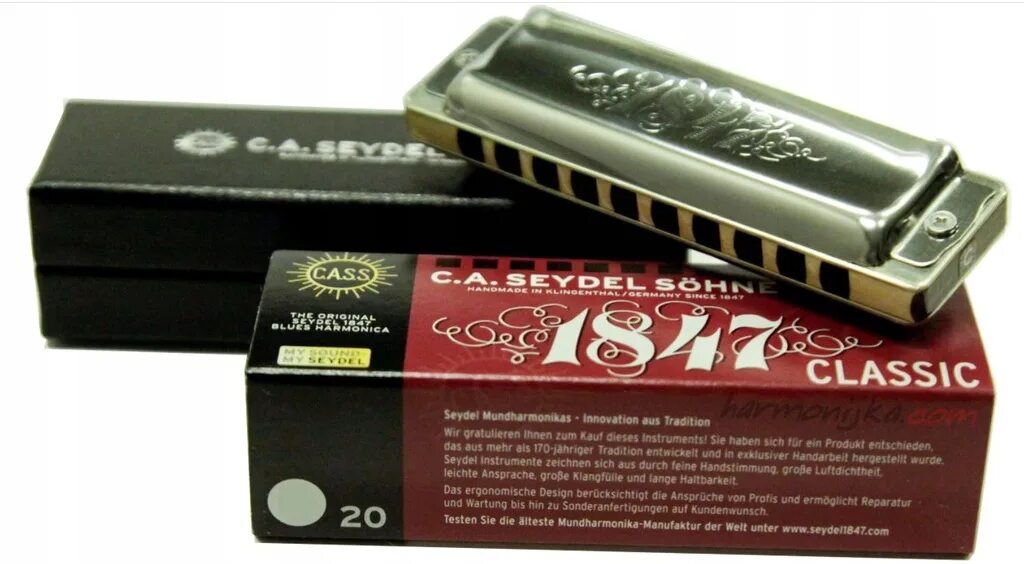 C.A. SEYDEL
C.A.S.S.
THE ORIGINAL
SEYDEL 1847
BLUES HARMONICA
MY SOUND
MY SEYDEL
20
C.A. SEYDEL SÖHNE
HANDMADE IN KLINGENTHAL/GERMANY SINCE 1847
1847
CLASSIC
harmonijka.com
Seydel Mundharmonikas - Innovation aus Tradition
Wir gratulieren Ihnen zum Kauf dieses Instruments! Sie haben sich für ein Produkt entschieden,
das aus mehr als 170-jähriger Tradition entwickelt und in exklusiver Handarbeit hergestellt wurde.
Seydel Instrumente zeichnen sich aus durch feine Handstimmung, große Luftdichtheit,
leichte Ansprache, große Klangfülle und lange Haltbarkeit.
Das ergonomische Design berücksichtigt die Ansprüche von Profis und ermöglicht Reparatur
und Wartung bis hin zu Sonderanfertigungen auf Kundenwunsch.
Testen Sie die älteste Mundharmonika-Manufaktur der Welt unter www.seydel1847.com